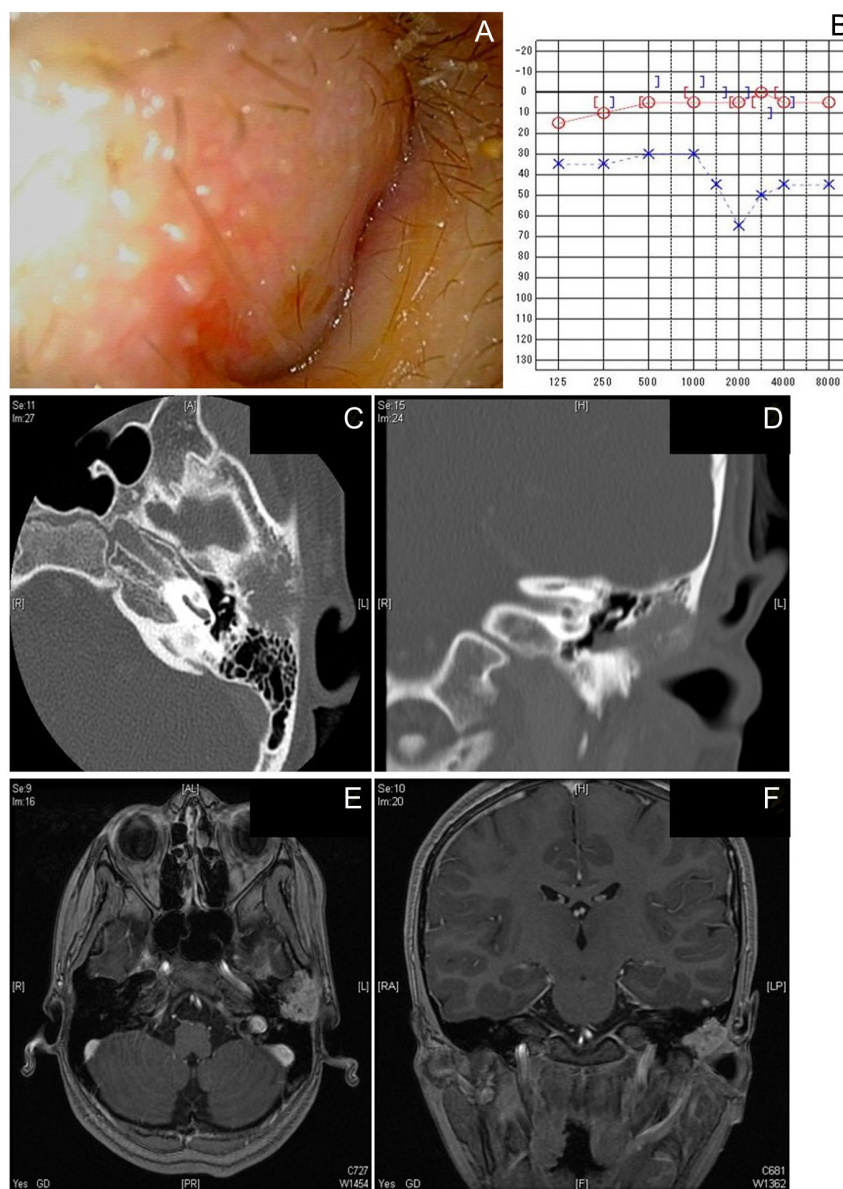 A
B
-20
-10
0
10
20
30
40
50
60
70
80
90
100
110
120
130
125 250 500 1000 2000 4000 8000
Se:11
Im:27
[A]
C
[R]
[L]
Se:15
Im:24
[H]
D
[R]
[L]
Se:9
Im:16
[AL]
E
[R]
[L]
Yes GD
[PR]
C727
W1454
Se:10
Im:20
[H]
F
[RA]
[LP]
Yes GD
[F]
C681
W1362